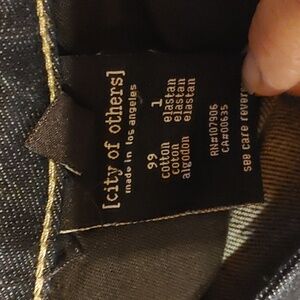 [city of others]
made in los angeles
99 1
cotton elastan
coton elastan
algodon elastan
RN#107906
CA#00635
see care revers